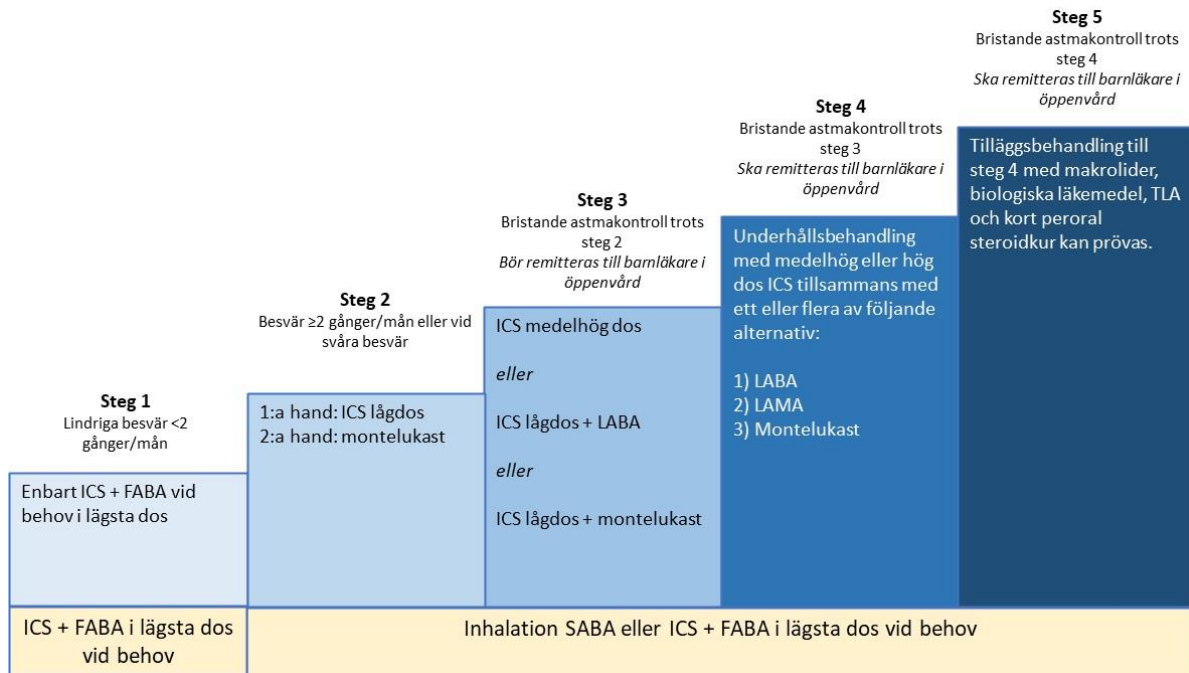 Steg 1
Lindriga besvär <2
gånger/mån
Enbart ICS + FABA vid
behov i lägsta dos
Steg 2
Besvär ≥2 gånger/mån eller vid
svåra besvär
1:a hand: ICS lågdos
2:a hand: montelukast
Steg 3
Bristande astmakontroll trots
steg 2
Bör remitteras till barnläkare i
öppenvård
ICS medelhög dos
eller
ICS lågdos + LABA
eller
ICS lågdos + montelukast
Steg 4
Bristande astmakontroll trots
steg 3
Ska remitteras till barnläkare i
öppenvård
Underhållsbehandling
med medelhög eller hög
dos ICS tillsammans med
ett eller flera av följande
alternativ:
1) LABA
2) LAMA
3) Montelukast
Steg 5
Bristande astmakontroll trots
steg 4
Ska remitteras till barnläkare i
öppenvård
Tilläggsbehandling till
steg 4 med makrolider,
biologiska läkemedel, TLA
och kort peroral
steroidkur kan prövas.
ICS + FABA i lägsta dos
vid behov
Inhalation SABA eller ICS + FABA i lägsta dos vid behov